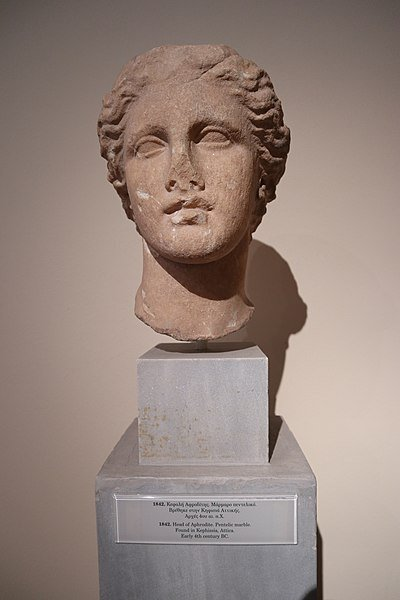 1842. Κεφαλή Αφροδίτης. Μάρμαρο πεντελικό.
Βρέθηκε στην Κηφισιά Αττικής.
Αρχές 4ου αι. π.Χ.
1842. Head of Aphrodite. Pentelic marble.
Found in Kephissia, Attica.
Early 4th century BC.